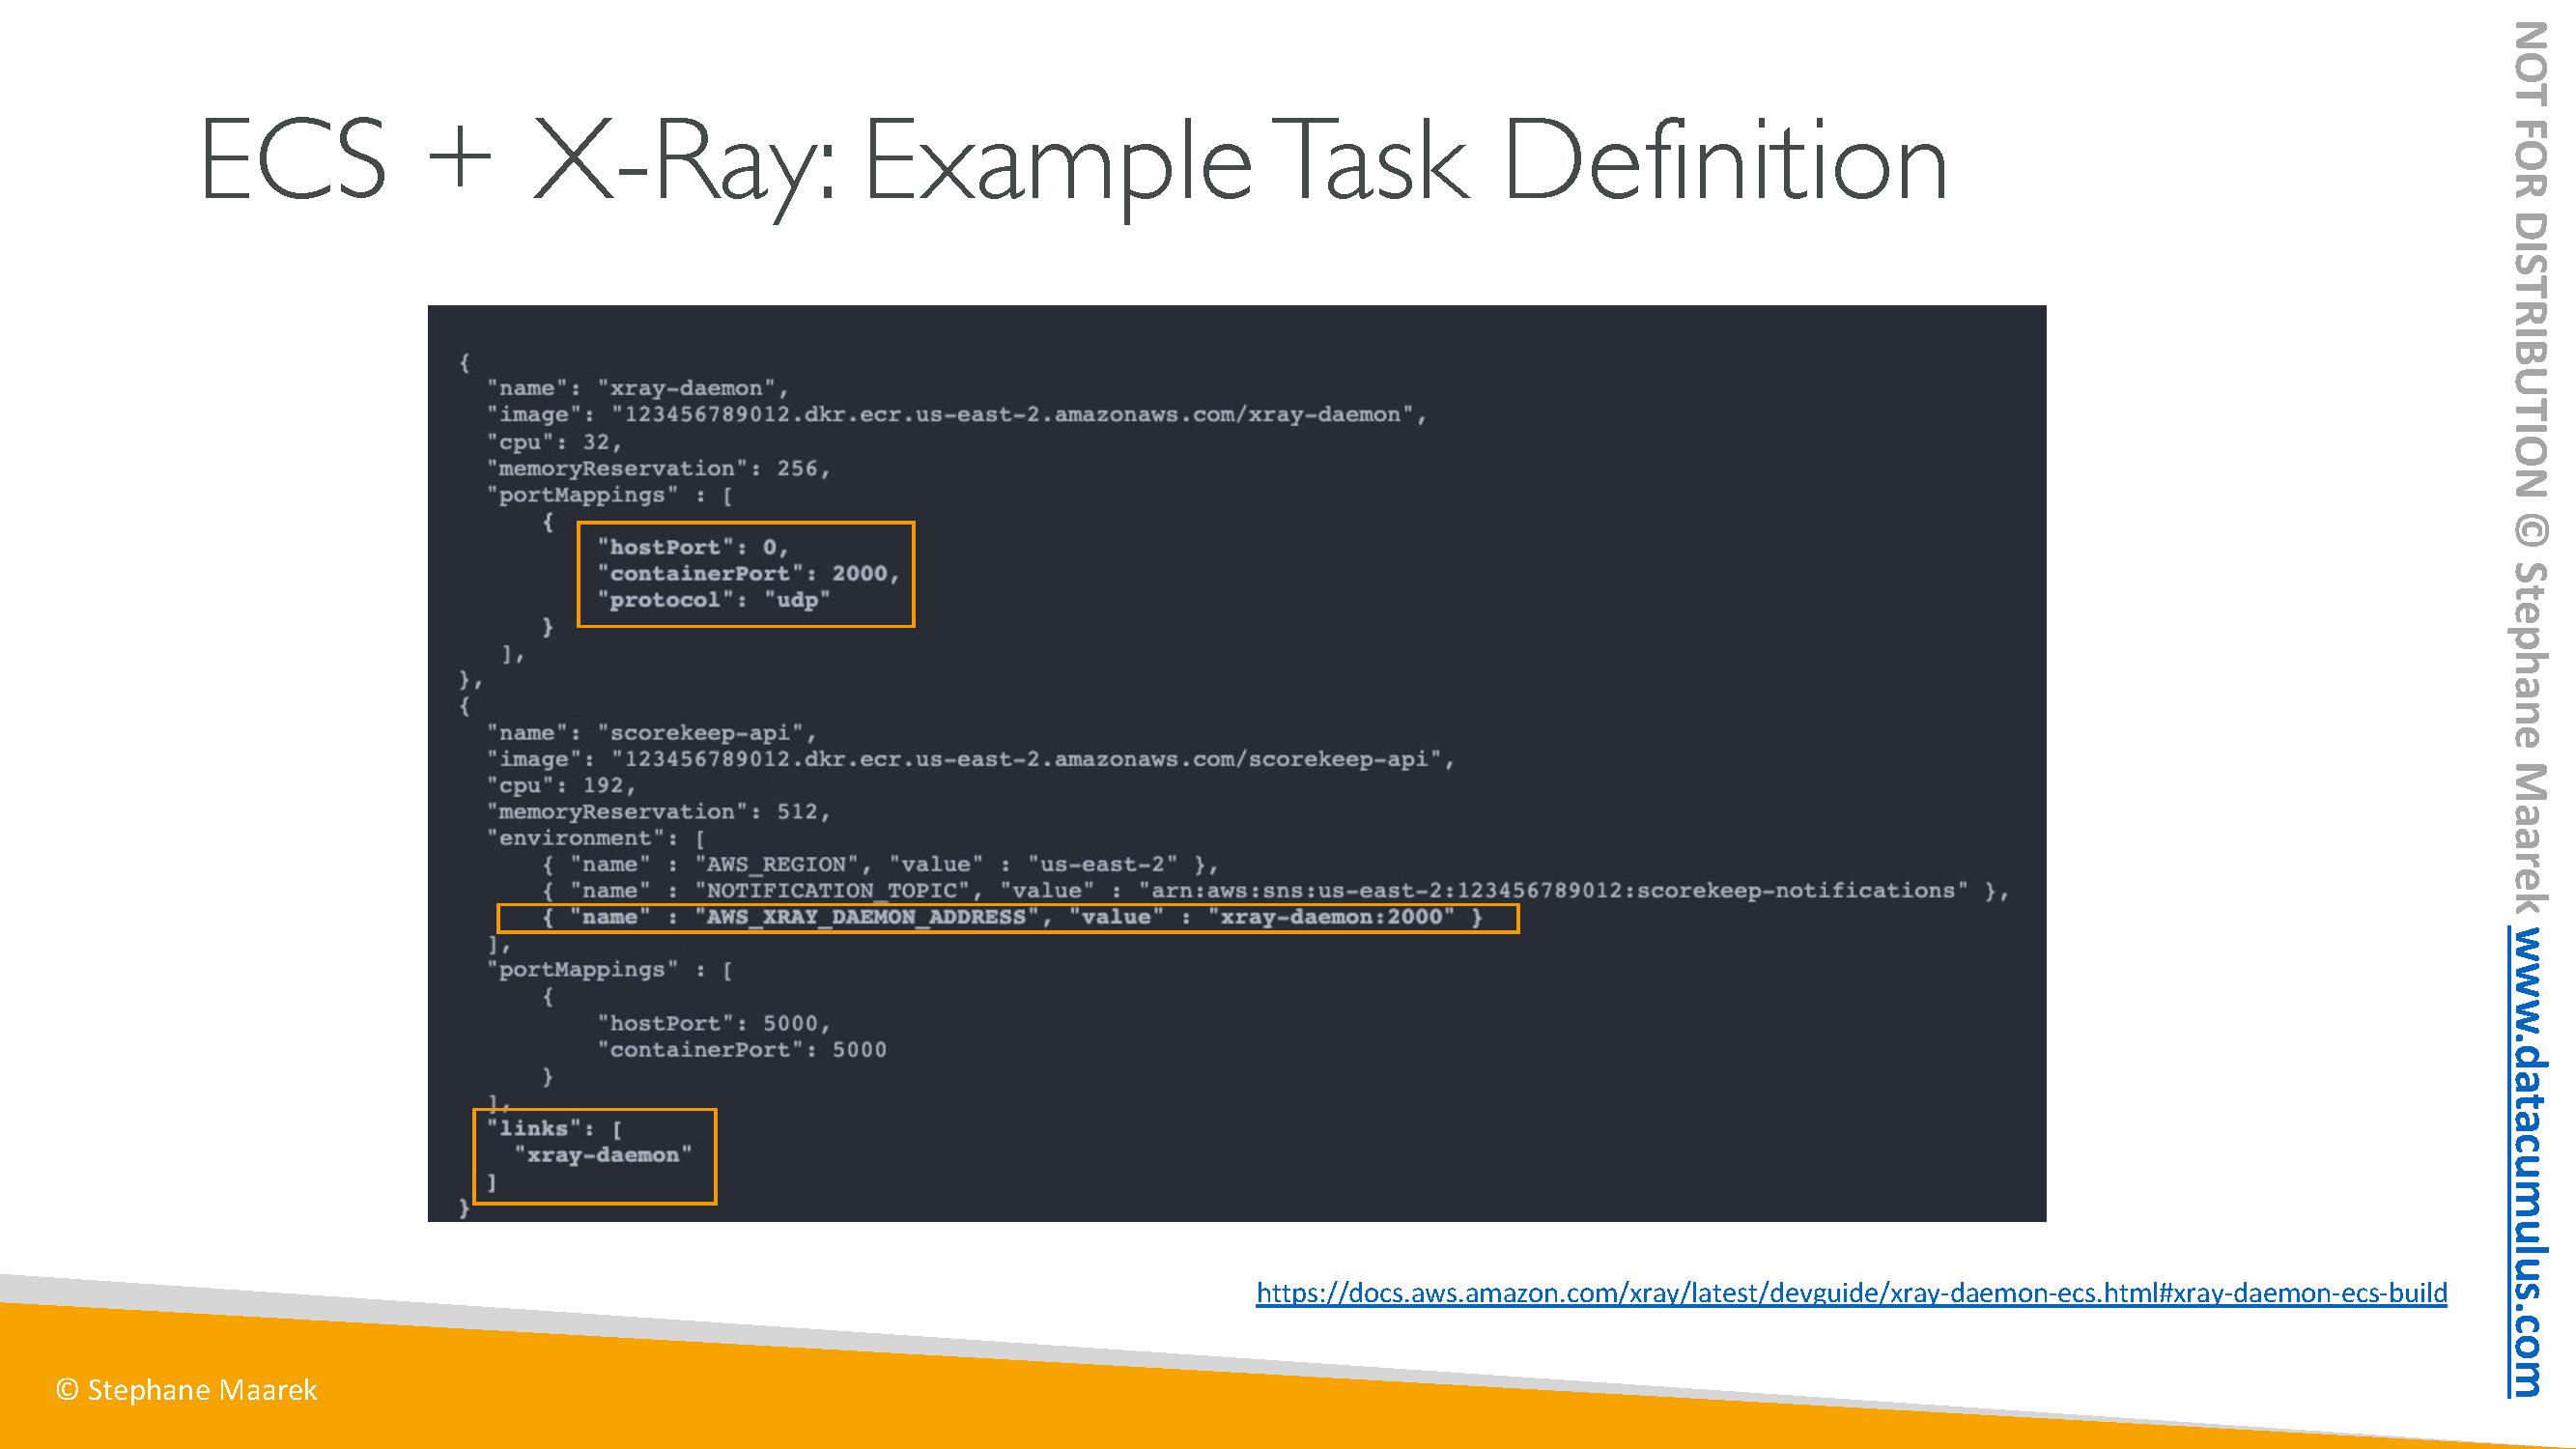 ECS + X-Ray: Example Task Definition
{
"name": "xray-daemon",
"image": "123456789012.dkr.ecr.us-east-2.amazonaws.com/xray-daemon",
"cpu": 32,
"memoryReservation": 256,
"portMappings" : [
{
"hostPort": 0,
"containerPort": 2000,
"protocol": "udp"
}
],
},
{
"name": "scorekeep-api",
"image": "123456789012.dkr.ecr.us-east-2.amazonaws.com/scorekeep-api",
"cpu": 192,
"memoryReservation": 512,
"environment": [
{ "name" : "AWS_REGION", "value" : "us-east-2" },
{ "name" : "NOTIFICATION_TOPIC", "value" : "arn:aws:sns:us-east-2:123456789012:scorekeep-notifications" },
{ "name" : "AWS_XRAY_DAEMON_ADDRESS", "value" : "xray-daemon:2000" }
],
"portMappings" : [
{
"hostPort": 5000,
"containerPort": 5000
}
],
"links": [
"xray-daemon"
]
}
https://docs.aws.amazon.com/xray/latest/devguide/xray-daemon-ecs.html#xray-daemon-ecs-build
© Stephane Maarek
NOT FOR DISTRIBUTION © Stephane Maarek www.datacumulus.com